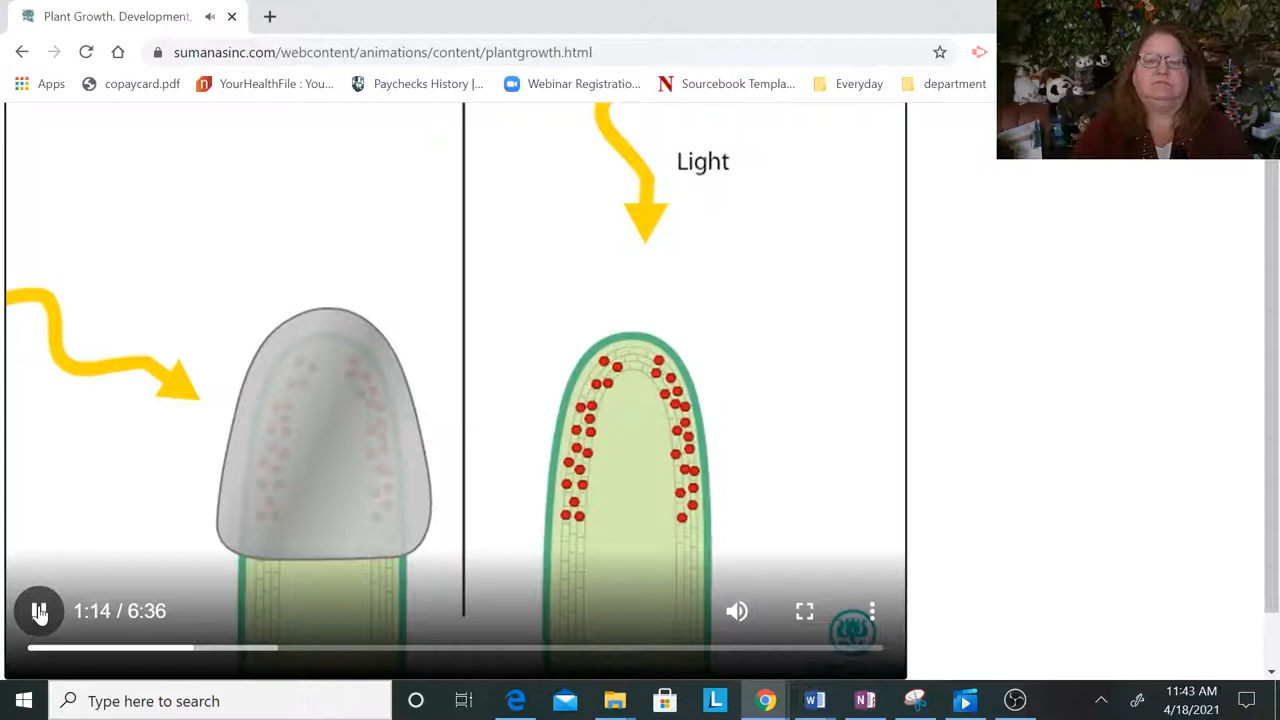 Plant Growth, Development,
sumanasinc.com/webcontent/animations/content/plantgrowth.html
Apps copaycard.pdf YourHealthFile : You... Paychecks History |... Webinar Registratio... Sourcebook Templa... Everyday department
Light
1:14 / 6:36
Type here to search
11:43 AM
4/18/2021